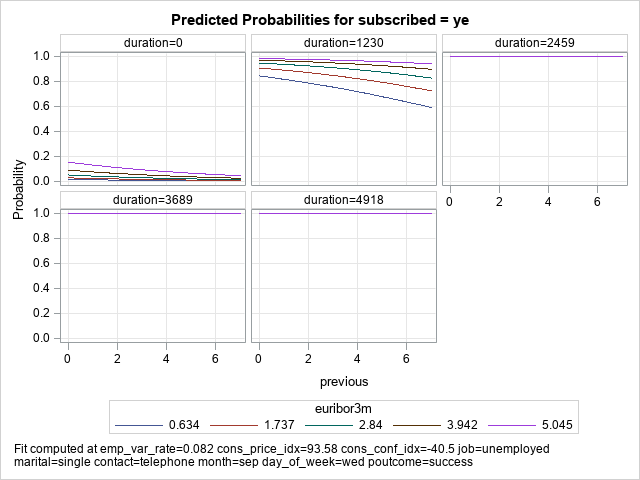 Predicted Probabilities for subscribed = ye
duration=0 duration=1230 duration=2459
1.0
0.8
0.6
0.4
0.2
0.0
0 2 4 6
duration=3689 duration=4918
1.0
0.8
0.6
0.4
0.2
0.0
0 2 4 6 0 2 4 6
Probability
previous
euribor3m
0.634 1.737 2.84 3.942 5.045
Fit computed at emp_var_rate=0.082 cons_price_idx=93.58 cons_conf_idx=-40.5 job=unemployed
marital=single contact=telephone month=sep day_of_week=wed poutcome=success